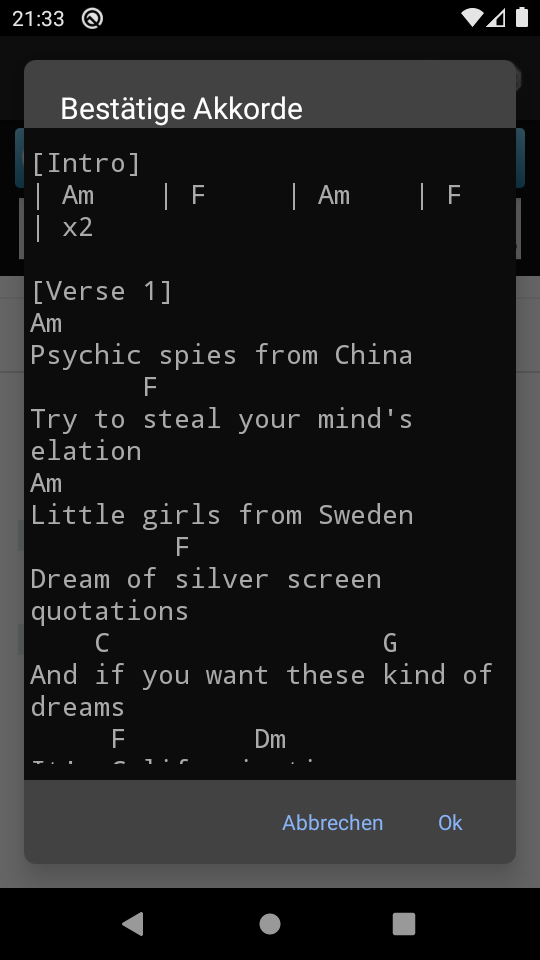 21:33
Bestätige Akkorde
[Intro]
| Am    | F     | Am    | F
| x2
[Verse 1]
Am
Psychic spies from China
       F
Try to steal your mind's
elation
Am
Little girls from Sweden
         F
Dream of silver screen
quotations
    C                 G
And if you want these kind of
dreams
     F        Dm
Abbrechen Ok